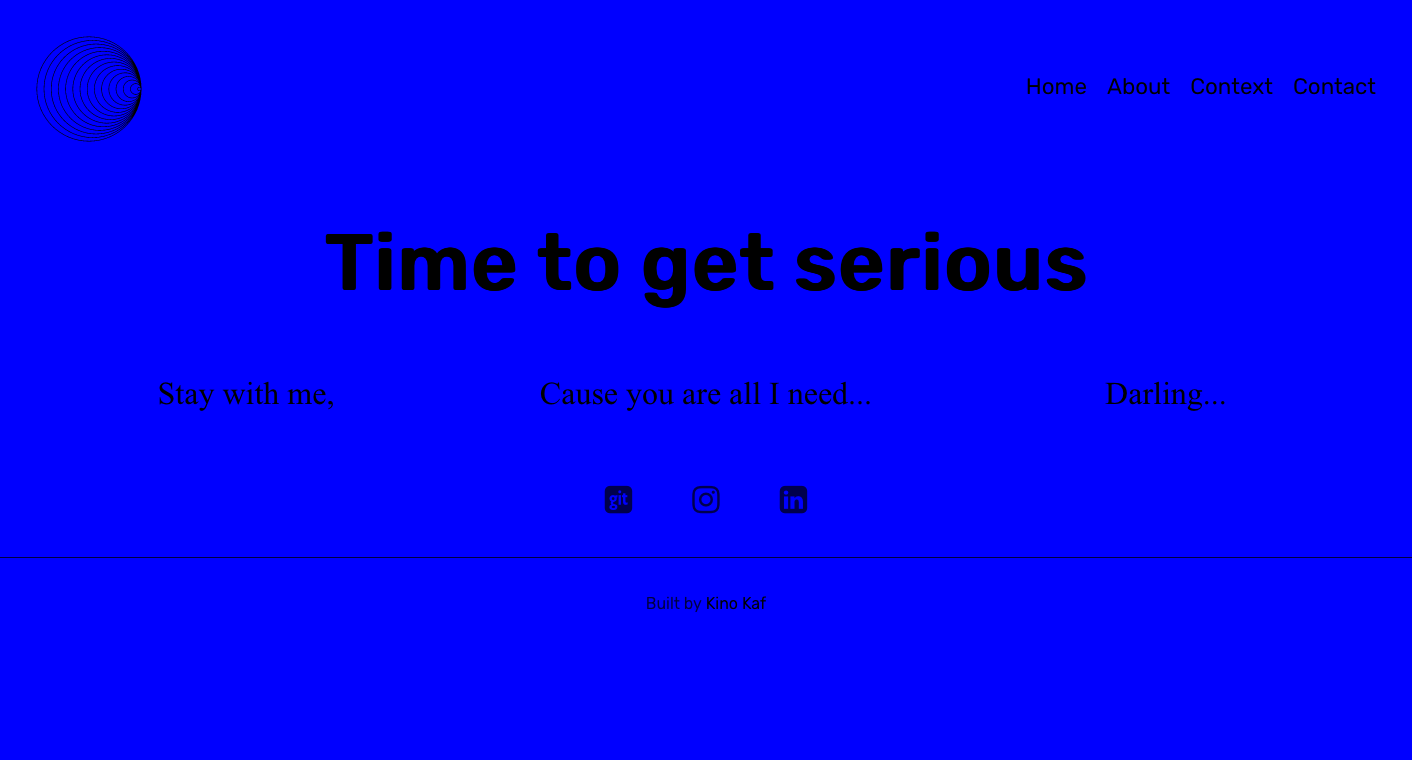 Home About Context Contact
Time to get serious
Stay with me, Cause you are all I need... Darling...
git in
Built by Kino Kaf